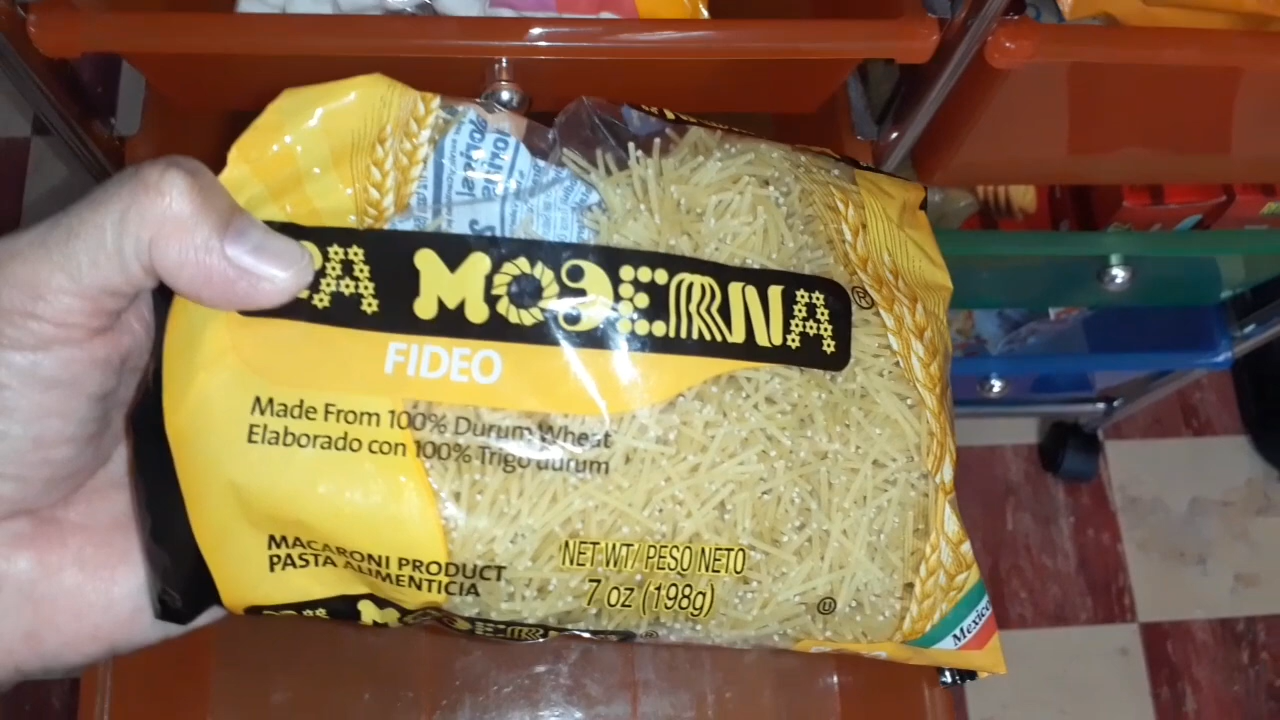 MODERNA ®
FIDEO
Made From 100% Durum Wheat
Elaborado con 100% Trigo durum
MACARONI PRODUCT
PASTA ALIMENTICIA
NET WT/ PESO NETO
7 oz (198g)
U
Mexico